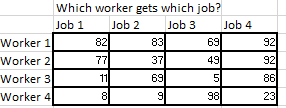 Which worker gets which job?
Job 1 Job 2 Job 3 Job 4
Worker 1 82 83 69 92
Worker 2 77 37 49 92
Worker 3 11 69 5 86
Worker 4 8 9 98 23